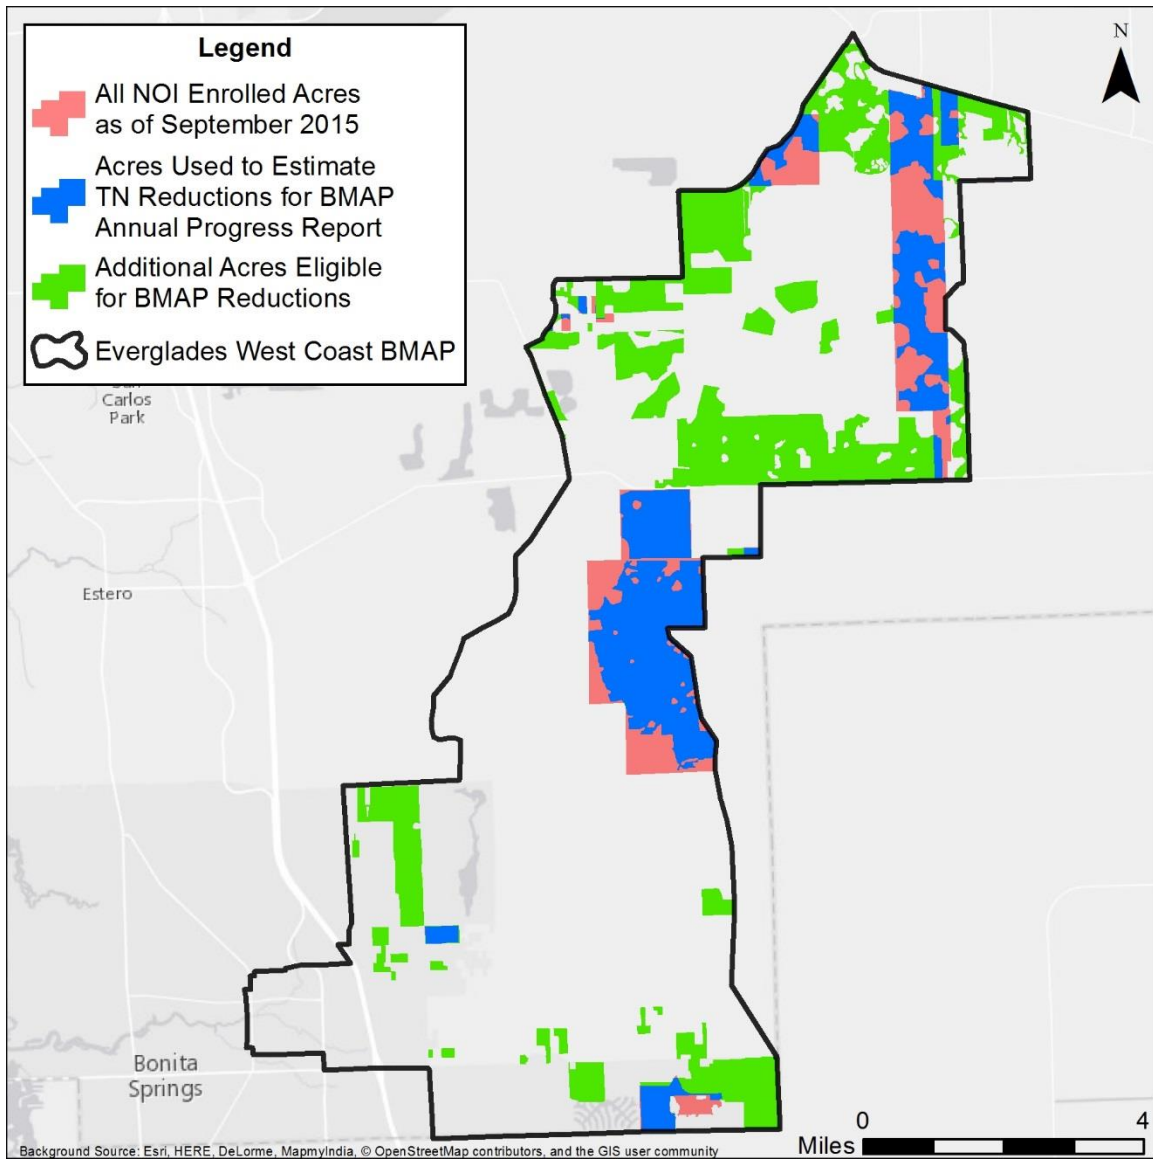 Legend
All NOI Enrolled Acres
as of September 2015
Acres Used to Estimate
TN Reductions for BMAP
Annual Progress Report
Additional Acres Eligible
for BMAP Reductions
Everglades West Coast BMAP
N
Carlos
Park
Estero
Bonita
Springs
0 4
Miles
Background Source: Esri, HERE, DeLorme, MapmyIndia, © OpenStreetMap contributors, and the GIS user community